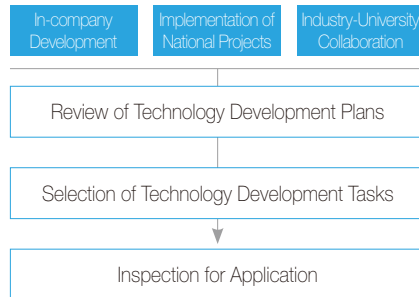 In-company
Development
Implementation of
National Projects
Industry-University
Collaboration
Review of Technology Development Plans
Selection of Technology Development Tasks
Inspection for Application